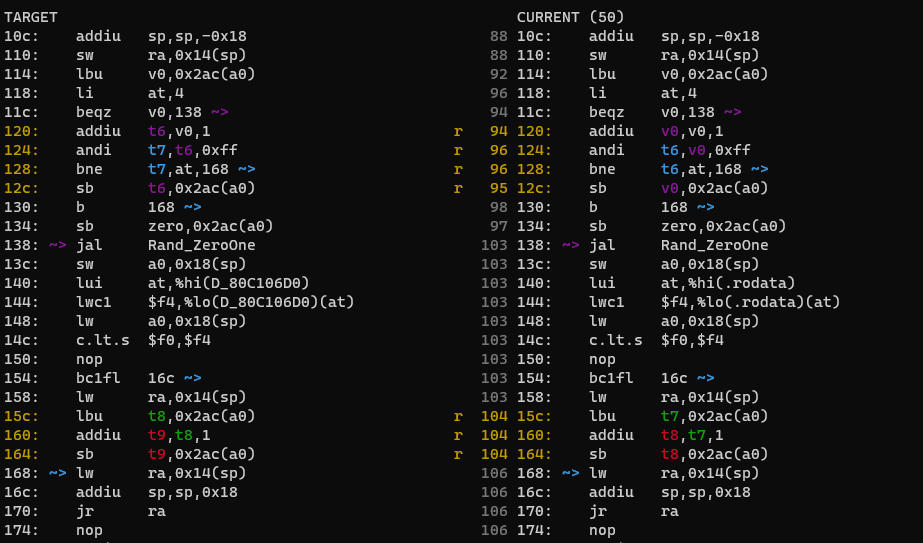 TARGET CURRENT (50)
10c: addiu sp,sp,-0x18 88 10c: addiu sp,sp,-0x18
110: sw ra,0x14(sp) 88 110: sw ra,0x14(sp)
114: lbu v0,0x2ac(a0) 92 114: lbu v0,0x2ac(a0)
118: li at,4 96 118: li at,4
11c: beqz v0,138 ~> 94 11c: beqz v0,138 ~>
120: addiu t6,v0,1 r 94 120: addiu v0,v0,1
124: andi t7,t6,0xff r 96 124: andi t6,v0,0xff
128: bne t7,at,168 ~> r 96 128: bne t6,at,168 ~>
12c: sb t6,0x2ac(a0) r 95 12c: sb v0,0x2ac(a0)
130: b 168 ~> 98 130: b 168 ~>
134: sb zero,0x2ac(a0) 97 134: sb zero,0x2ac(a0)
138: ~> jal Rand_ZeroOne 103 138: ~> jal Rand_ZeroOne
13c: sw a0,0x18(sp) 103 13c: sw a0,0x18(sp)
140: lui at,%hi(D_80C106D0) 103 140: lui at,%hi(.rodata)
144: lwc1 $f4,%lo(D_80C106D0)(at) 103 144: lwc1 $f4,%lo(.rodata)(at)
148: lw a0,0x18(sp) 103 148: lw a0,0x18(sp)
14c: c.lt.s $f0,$f4 103 14c: c.lt.s $f0,$f4
150: nop 103 150: nop
154: bc1fl 16c ~> 103 154: bc1fl 16c ~>
158: lw ra,0x14(sp) 103 158: lw ra,0x14(sp)
15c: lbu t8,0x2ac(a0) r 104 15c: lbu t7,0x2ac(a0)
160: addiu t9,t8,1 r 104 160: addiu t8,t7,1
164: sb t9,0x2ac(a0) r 104 164: sb t8,0x2ac(a0)
168: ~> lw ra,0x14(sp) 106 168: ~> lw ra,0x14(sp)
16c: addiu sp,sp,0x18 106 16c: addiu sp,sp,0x18
170: jr ra 106 170: jr ra
174: nop 106 174: nop